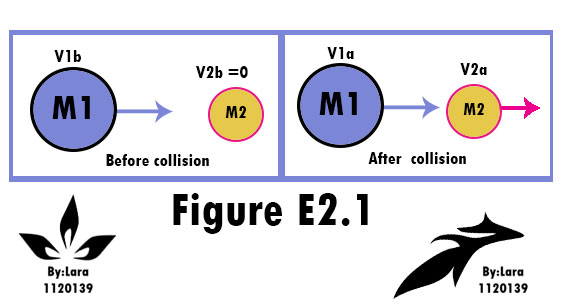 V1b
V2b =0
M1
M2
Before collision
V1a
V2a
M1
M2
After collision
Figure E2.1
By:Lara
1120139
By:Lara
1120139